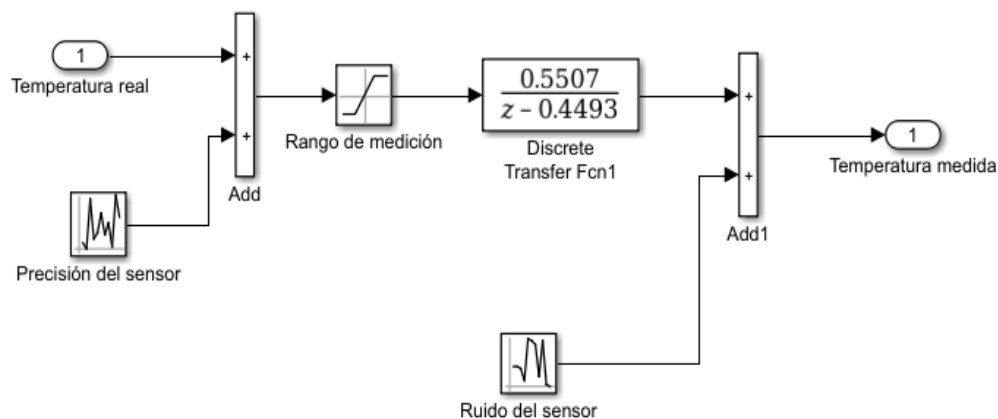 1
Temperatura real
+
+
Add
Precisión del sensor
Rango de medición
0.5507
z – 0.4493
Discrete
Transfer Fcn1
+
+
Add1
1
Temperatura medida
Ruido del sensor